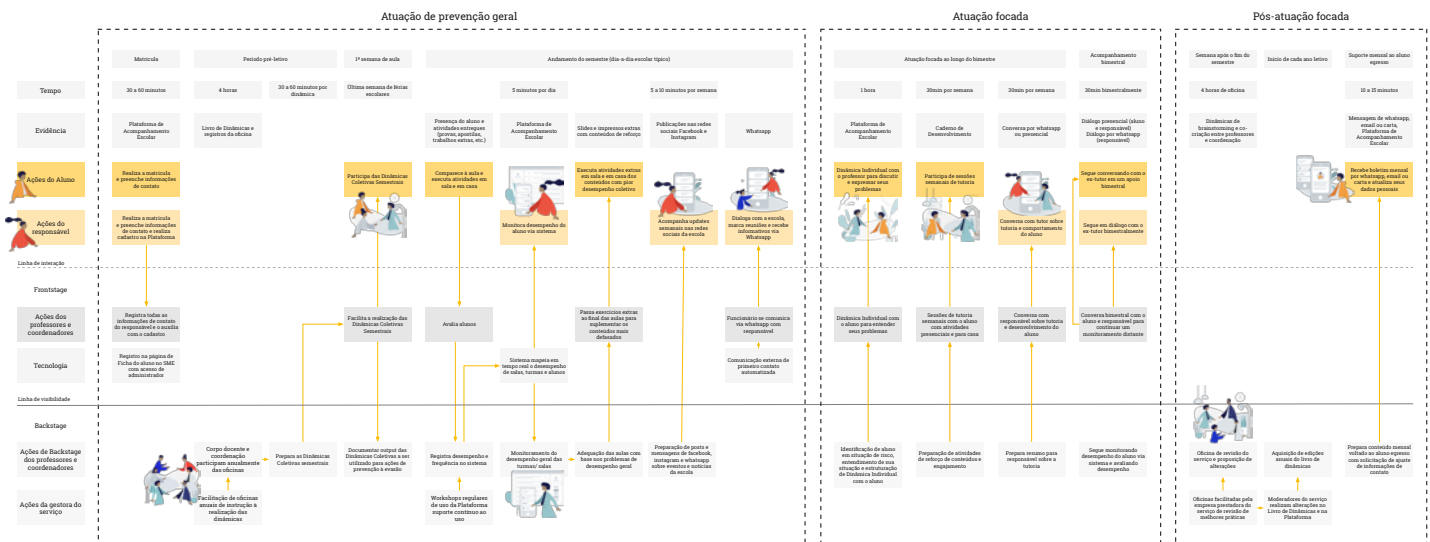 Atuação de prevenção geral
Atuação focada
Pós-atuação focada
Matrícula
Período pré-letivo
1ª semana de aula
Andamento do semestre (dia-a-dia escolar típico)
Atuação focada ao longo do bimestre
Acompanhamento
bimestral
Semana após o fim do
semestre
Início de cada ano letivo
Suporte mensal ao aluno
egresso
Tempo
30 a 60 minutos
4 horas
30 a 60 minutos por
dinâmica
Última semana de férias
escolares
5 minutos por dia
5 a 10 minutos por semana
1 hora
30min por semana
30min por semana
30min bimestralmente
4 horas de oficina
10 a 15 minutos
Evidência
Plataforma de
Acompanhamento
Escolar
Livro de Dinâmicas e
registros da oficina
Presença do aluno e
atividades entregues
(provas, apostilas,
trabalhos extras, etc.)
Plataforma de
Acompanhamento
Escolar
Slides e impressos extras
com conteúdos de reforço
Publicações nas redes
sociais Facebook e
Instagram
Whatsapp
Plataforma de
Acompanhamento
Escolar
Caderno de
Desenvolvimento
Conversa por whatsapp
ou presencial
Diálogo presencial (aluno
e responsável)
Diálogo por whatsapp
(responsável)
Dinâmicas de
brainstorming e co-
criação entre professores
e coordenação
Mensagem de whatsapp,
email ou carta,
Plataforma de
Acompanhamento
Escolar
Ações do Aluno
Realiza a matrícula
e preenche informações
de contato
Participa das Dinâmicas
Coletivas Semestrais
Comparece à aula e
executa atividades em
sala e em casa
Executa atividades extras
em sala e em casa dos
conteúdos com pior
desempenho coletivo
Dinâmica Individual com
o professor para discutir
e expressar seus
problemas
Participa de sessões
semanais de tutoria
Segue conversando com o
ex-tutor em um apoio
bimestral
Recebe boletim mensal
por whatsapp, email ou
carta e atualiza seus
dados pessoais
Ações do
responsável
Realiza a matrícula
e preenche informações
de contato e realiza
cadastro na Plataforma
Monitora desempenho do
aluno via sistema
Acompanha updates
semanais nas redes
sociais da escola
Dialoga com a escola,
marca reuniões e recebe
informativos via
Whatsapp
Conversa com tutor sobre
tutoria e comportamento
do aluno
Segue em diálogo com o
ex-tutor bimestralmente
Linha de interação
Frontstage
Ações dos
professores e
coordenadores
Registra todas as
informações de contato
do responsável e o auxilia
com o cadastro
Facilita a realização das
Dinâmicas Coletivas
Semestrais
Avalia alunos
Passa exercícios extras
ao final das aulas para
suplementar os
conteúdos mais
defasados
Funcionário se comunica
via whatsapp com
responsável
Dinâmica Individual com
o aluno para entender
seus problemas
Sessões de tutoria
semanais com o aluno
com atividades
presenciais e para casa
Conversa com
responsável sobre tutoria
e desenvolvimento do
aluno
Conversa bimestral com o
aluno e responsável para
continuar um
monitoramento distante
Tecnologia
Registro na página de
Ficha do aluno no SME
com acesso de
administrador
Sistema mapeia em
tempo real o desempenho
de salas, turmas e alunos
Comunicação externa de
primeiro contato
automatizada
Linha de visibilidade
Backstage
Ações de Backstage
dos professores e
coordenadores
Corpo docente e
coordenação
participam anualmente
das oficinas
Prepara as Dinâmicas
Coletivas semestrais
Documentar output das
Dinâmicas Coletivas a ser
utilizado para ações de
prevenção à evasão
Registra desempenho e
frequência no sistema
Monitoramento do
desempenho geral das
turmas/ salas
Adequação das aulas com
base nos problemas de
desempenho geral
Preparação de posts e
mensagens de facebook,
instagram e whatsapp
sobre eventos e notícias
da escola
Identificação de aluno
em situação de risco,
entendimento de sua
situação e estruturação
de Dinâmica Individual
com o aluno
Preparação de atividades
de reforço de conteúdos e
engajamento
Prepara resumo para
responsável sobre a
tutoria
Segue monitorando
desempenho do aluno via
sistema e avaliando
desempenho
Oficina de revisão do
serviço e proposição de
alterações
Aquisição de edições
anuais do livro de
dinâmicas
Prepara conteúdo mensal
voltado ao aluno egresso
com solicitação de ajuste
de informações de
contato
Ações da gestora do
serviço
Facilitação de oficinas
anuais de instrução à
realização das
dinâmicas
Workshops regulares
de uso da Plataforma
suporte contínuo ao
uso
Oficinas facilitadas pela
empresa prestadora do
serviço de revisão de
melhores práticas
Moderadores do serviço
realizam alterações no
Livro de Dinâmicas e na
Plataforma